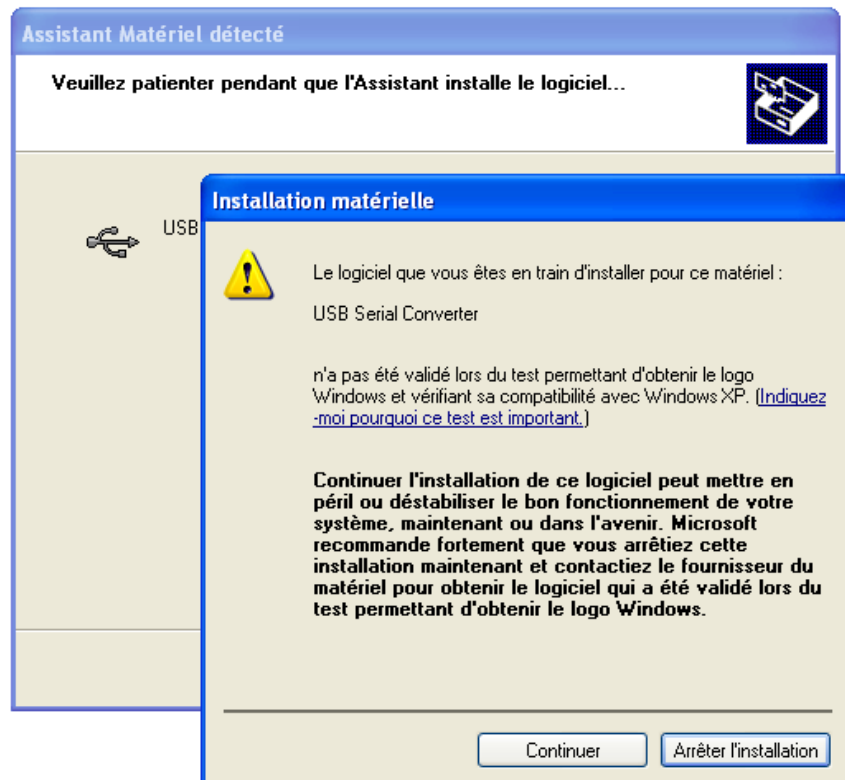 Assistant Matériel détecté
Veuillez patienter pendant que l'Assistant installe le logiciel...
Installation matérielle
USB
Le logiciel que vous êtes en train d'installer pour ce matériel :
USB Serial Converter
n'a pas été validé lors du test permettant d'obtenir le logo
Windows et vérifiant sa compatibilité avec Windows XP. (Indiquez
-moi pourquoi ce test est important.)
Continuer l'installation de ce logiciel peut mettre en
péril ou déstabiliser le bon fonctionnement de votre
système, maintenant ou dans l'avenir. Microsoft
recommande fortement que vous arrêtiez cette
installation maintenant et contactiez le fournisseur du
matériel pour obtenir le logiciel qui a été validé lors du
test permettant d'obtenir le logo Windows.
Continuer
Arrêter l'installation